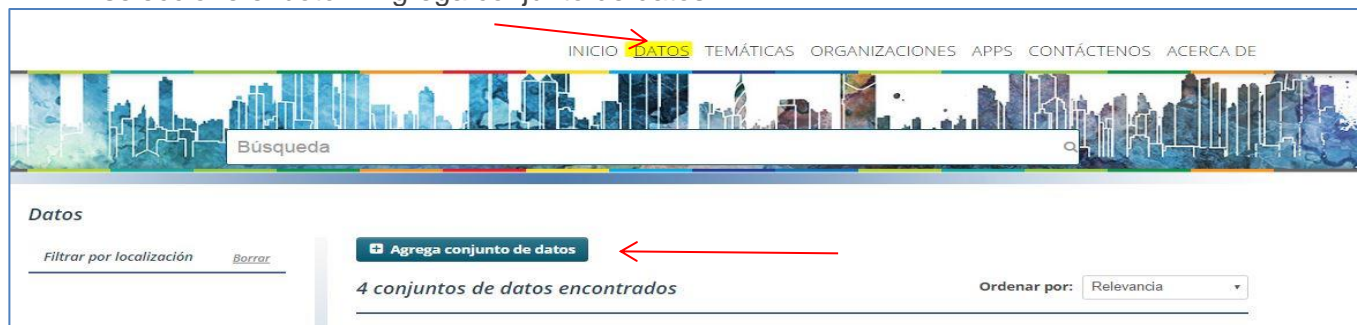 INICIO DATOS TEMÁTICAS ORGANIZACIONES APPS CONTÁCTENOS ACERCA DE
Búsqueda
Datos
Filtrar por localización Borrar
Agrega conjunto de datos
4 conjuntos de datos encontrados
Ordenar por: Relevancia